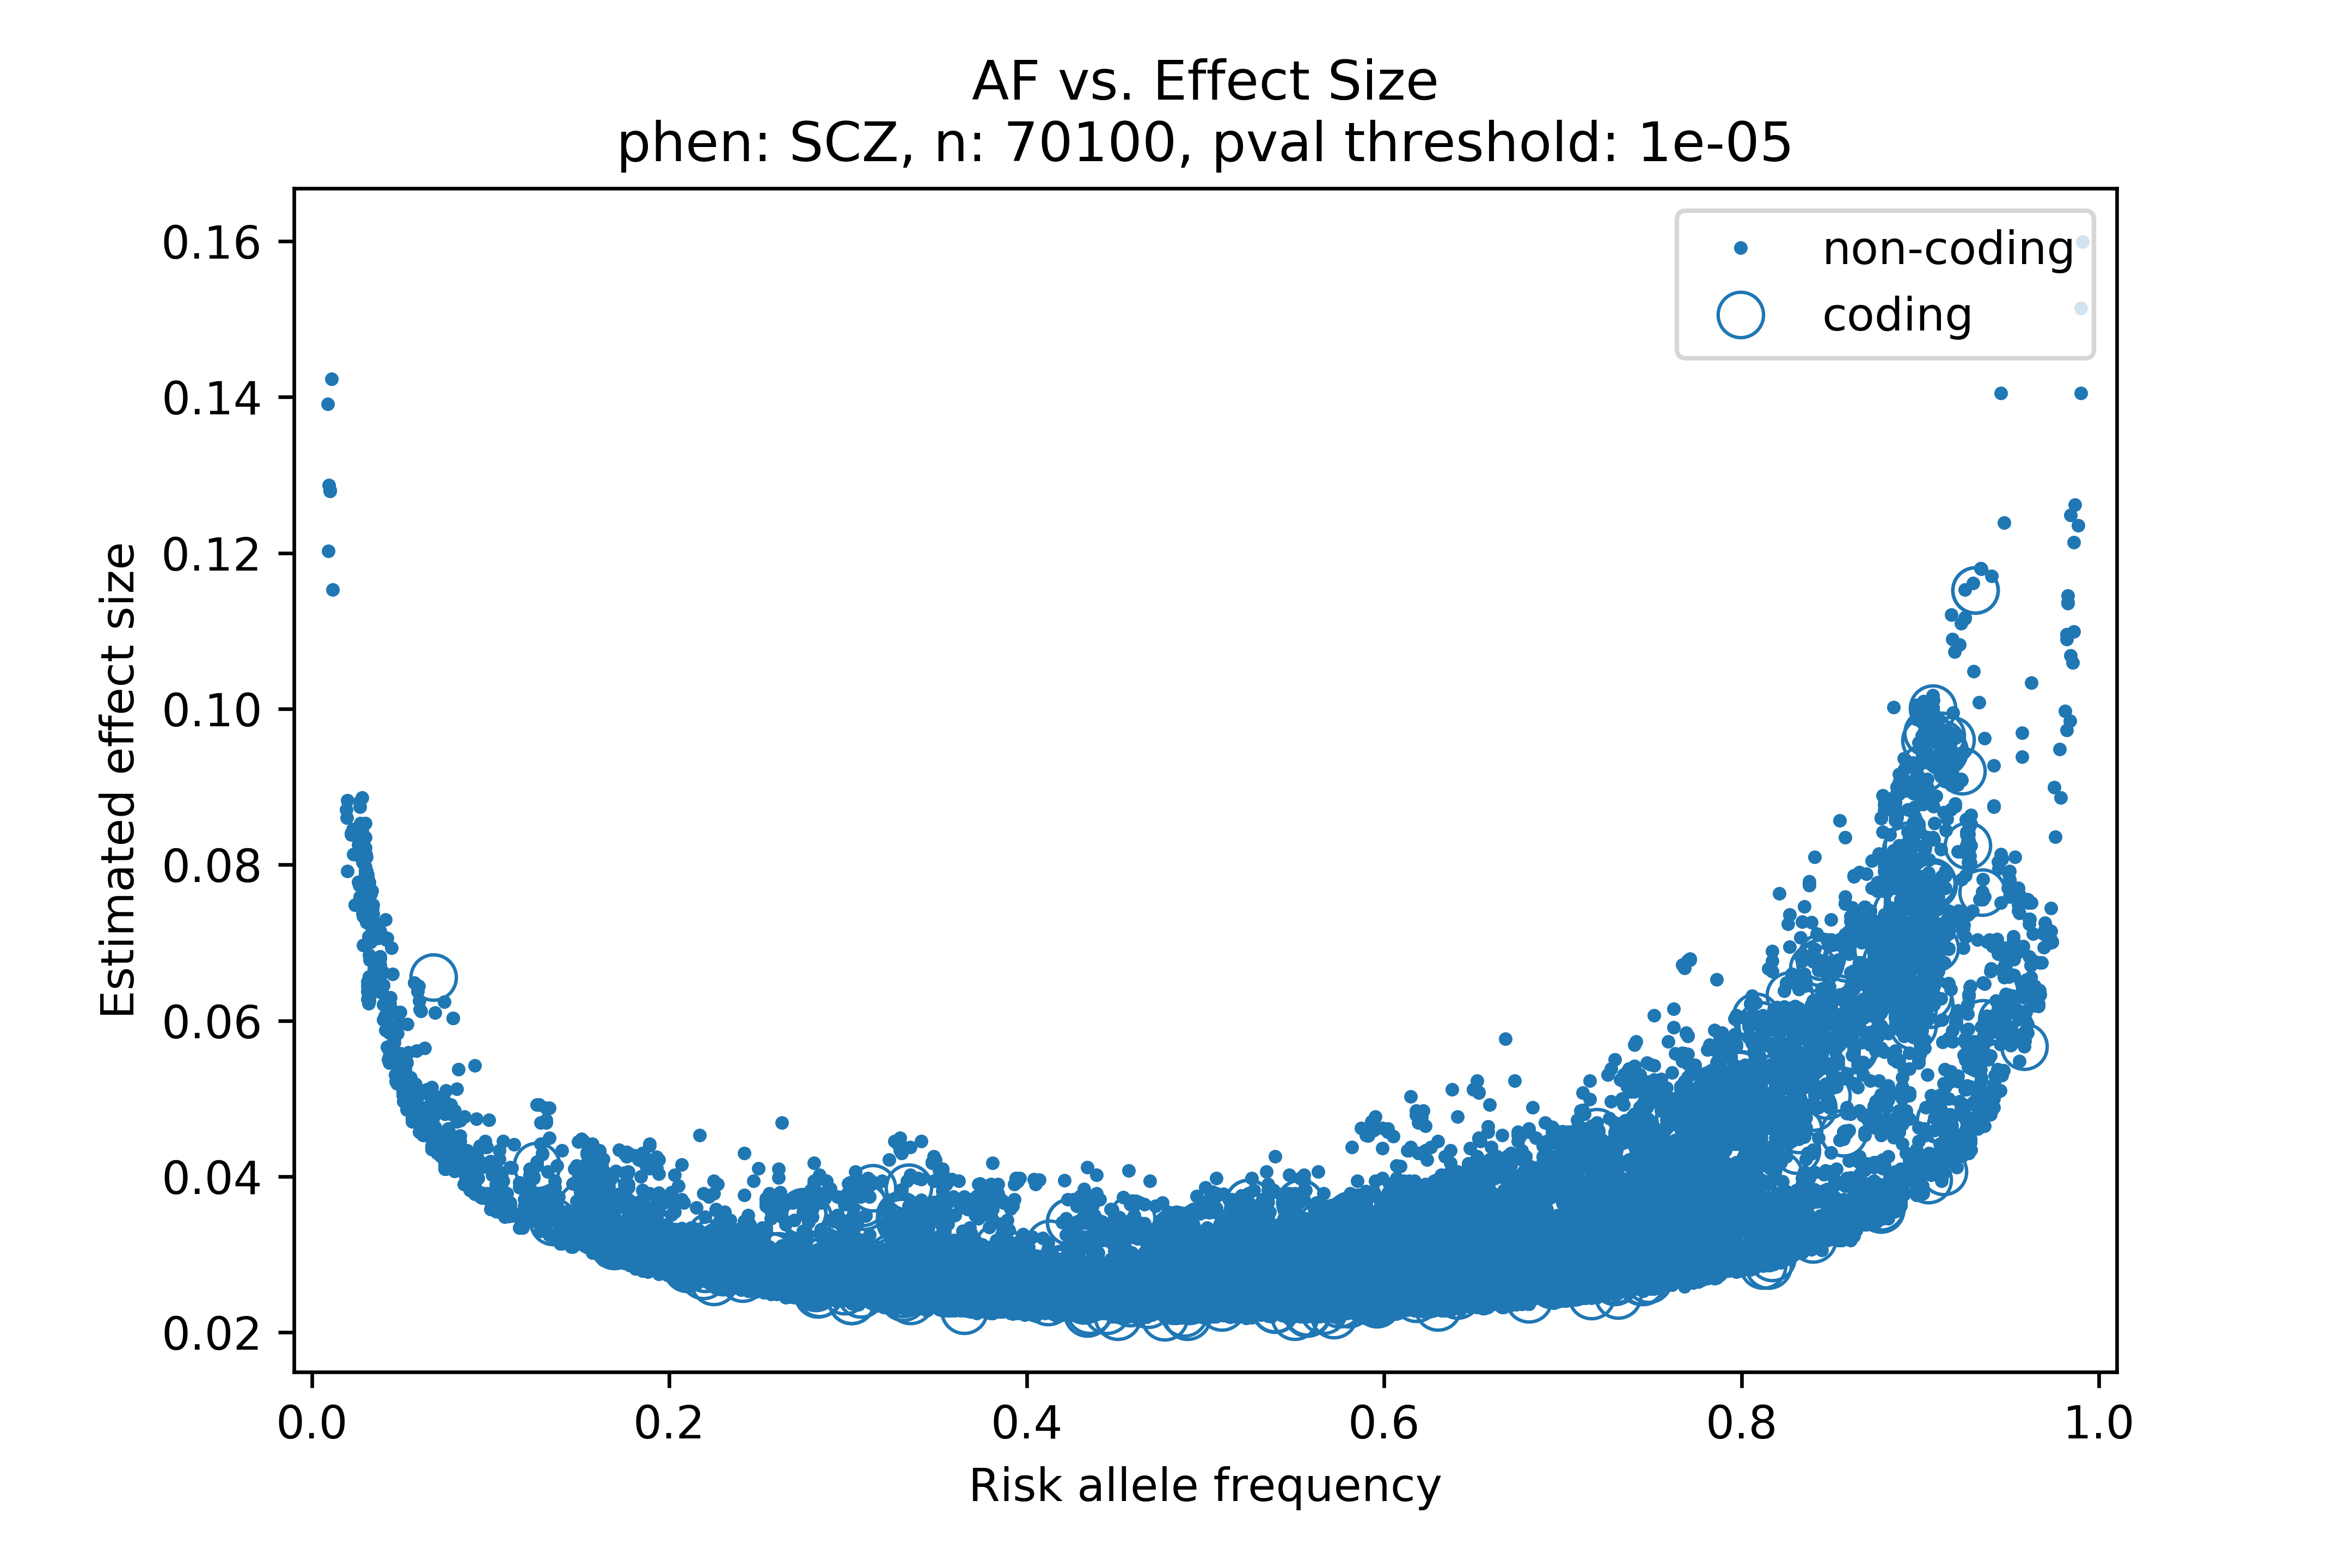 AF vs. Effect Size
phen: SCZ, n: 70100, pval threshold: 1e-05
non-coding
coding
0.16
0.14
0.12
0.10
0.08
0.06
0.04
0.02
Estimated effect size
0.0 0.2 0.4 0.6 0.8 1.0
Risk allele frequency